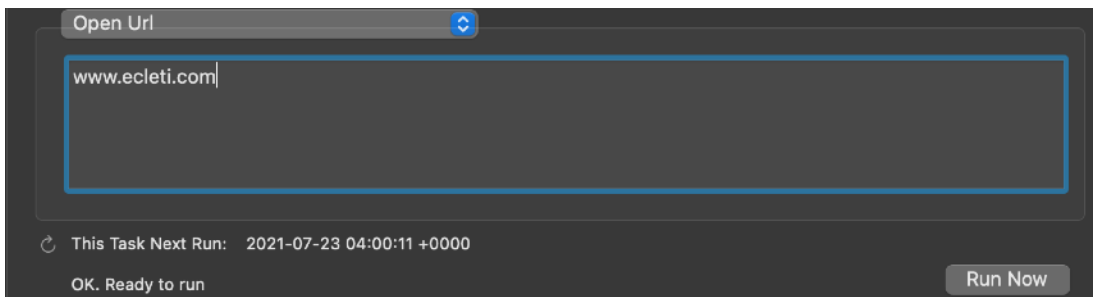 Open Url
www.ecleti.com
This Task Next Run: 2021-07-23 04:00:11 +0000
OK. Ready to run
Run Now